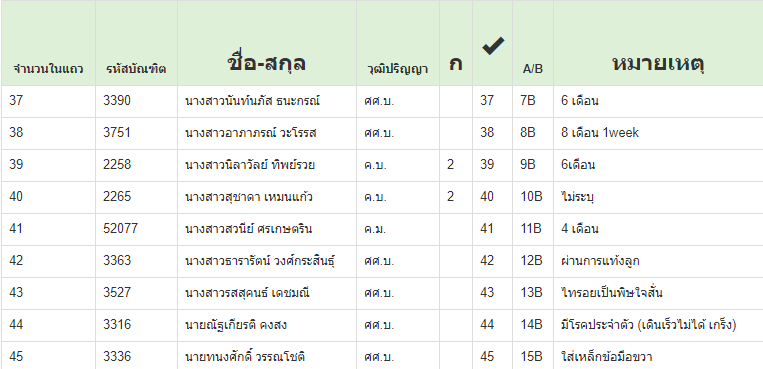 จำนวนในแถว รหัสบัณฑิต ชื่อ-สกุล วุฒิปริญญา ก ✔ A/B หมายเหตุ
37 3390 นางสาวนันท์นภัส ธนะกรณ์ ศศ.บ. 37 7B 6 เดือน
38 3751 นางสาวอาภาภรณ์ วะโรรส ศศ.บ. 38 8B 8 เดือน 1week
39 2258 นางสาวนิลาวัลย์ ทิพย์รวย ค.บ. 2 39 9B 6เดือน
40 2265 นางสาวสุชาดา เหมนแก้ว ค.บ. 2 40 10B ไม่ระบุ
41 52077 นางสาวสวนีย์ ศรเกษตริน ค.ม. 41 11B 4 เดือน
42 3363 นางสาวธารารัตน์ วงศ์กระสินธุ์ ศศ.บ. 42 12B ผ่านการแท้งลูก
43 3527 นางสาวรสสุคนธ์ เดชมณี ศศ.บ. 43 13B ไทรอยเป็นพิษใจสั่น
44 3316 นายณัฐเกียรติ คงสง ศศ.บ. 44 14B มีโรคประจำตัว (เดินเร็วไม่ได้ เกร็ง)
45 3336 นายทนงศักดิ์ วรรณโชติ ศศ.บ. 45 15B ใส่เหล็กข้อมือขวา